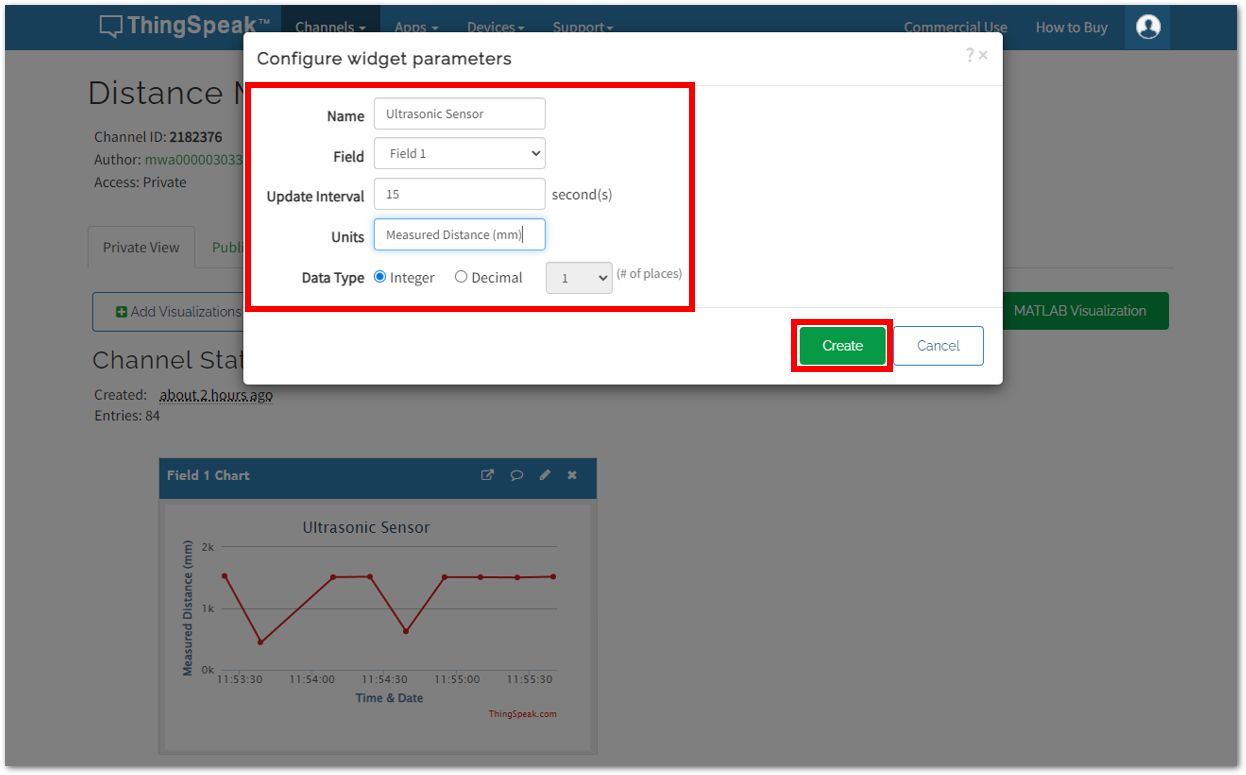 ThingSpeak™ Channels Apps Devices Support Commercial Use How to Buy
Configure widget parameters ? ×
Distance M
Name Ultrasonic Sensor
Channel ID: 2182376
Field Field 1
Author: mwa000003033
Access: Private
Update Interval 15 second(s)
Units Measured Distance (mm)
Private View Publi
Data Type Integer Decimal 1 (# of places)
Add Visualizations MATLAB Visualization
Create Cancel
Channel Stat
Created: about 2 hours ago
Entries: 84
Field 1 Chart
Ultrasonic Sensor
Measured Distance (mm)
2k
1k
0k
11:53:30 11:54:00 11:54:30 11:55:00 11:55:30
Time & Date
ThingSpeak.com